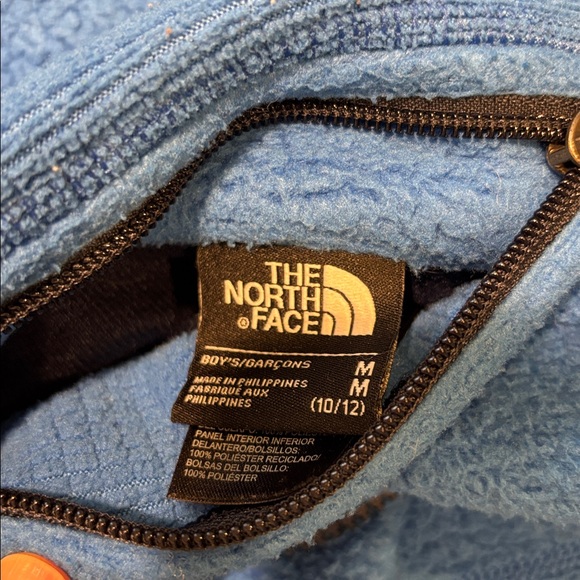 THE
NORTH
® FACE
BOY'S/GARÇONS M
MADE IN PHILIPPINES M
FABRIQUÉ AUX
PHILIPPINES (10/12)
PANEL INTERIOR INFERIOR
DELANTERO/BOLSILLOS:
100% POLIÉSTER RECICLADO/
BOLSAS DEL BOLSILLO:
100% POLIÉSTER